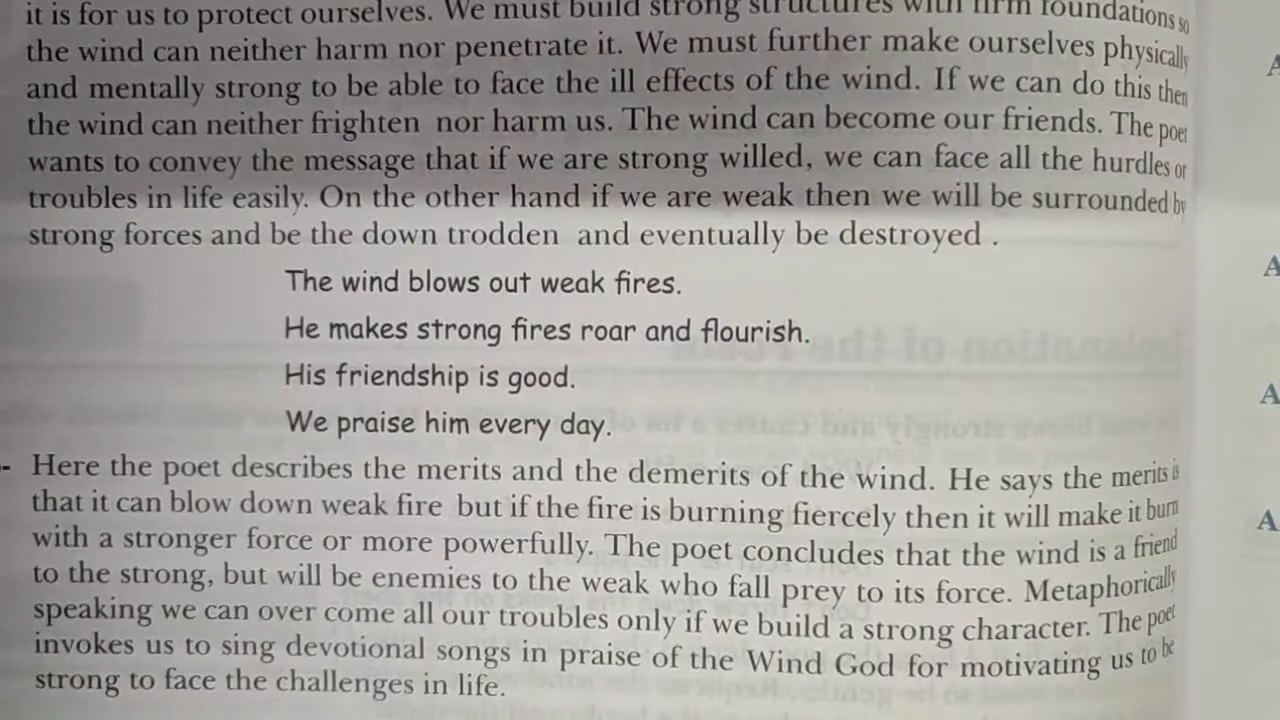 it is for us to protect ourselves. We must build strong structures with firm foundations so
the wind can neither harm nor penetrate it. We must further make ourselves physically
and mentally strong to be able to face the ill effects of the wind. If we can do this then
the wind can neither frighten nor harm us. The wind can become our friends. The poet
wants to convey the message that if we are strong willed, we can face all the hurdles or
troubles in life easily. On the other hand if we are weak then we will be surrounded by
strong forces and be the down trodden and eventually be destroyed .
The wind blows out weak fires.
He makes strong fires roar and flourish.
His friendship is good.
We praise him every day.
- Here the poet describes the merits and the demerits of the wind. He says the merits is
that it can blow down weak fire but if the fire is burning fiercely then it will make it burn
with a stronger force or more powerfully. The poet concludes that the wind is a friend
to the strong, but will be enemies to the weak who fall prey to its force. Metaphorically
speaking we can over come all our troubles only if we build a strong character. The poet
invokes us to sing devotional songs in praise of the Wind God for motivating us to be
strong to face the challenges in life.
A
A
A
A